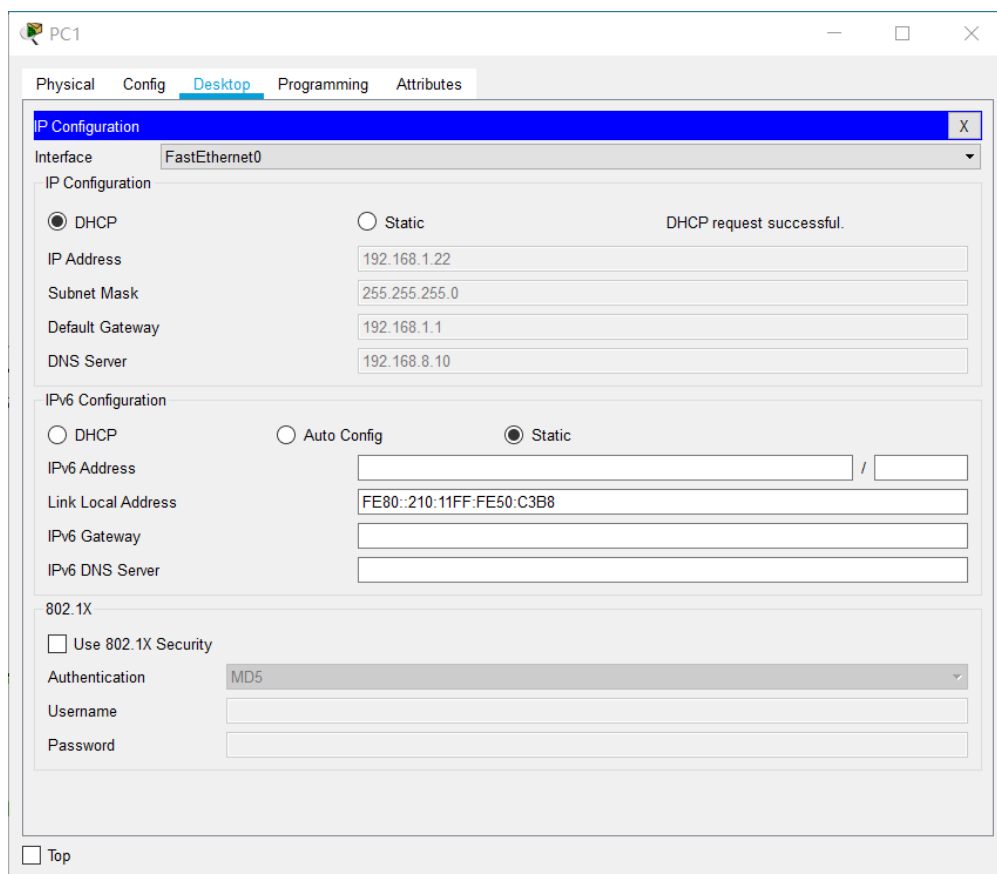 PC1
Physical Config Desktop Programming Attributes
IP Configuration X
Interface FastEthernet0
IP Configuration
DHCP Static DHCP request successful.
IP Address 192.168.1.22
Subnet Mask 255.255.255.0
Default Gateway 192.168.1.1
DNS Server 192.168.8.10
IPv6 Configuration
DHCP Auto Config Static
IPv6 Address /
Link Local Address FE80::210:11FF:FE50:C3B8
IPv6 Gateway
IPv6 DNS Server
802.1X
Use 802.1X Security
Authentication MD5
Username
Password
Top